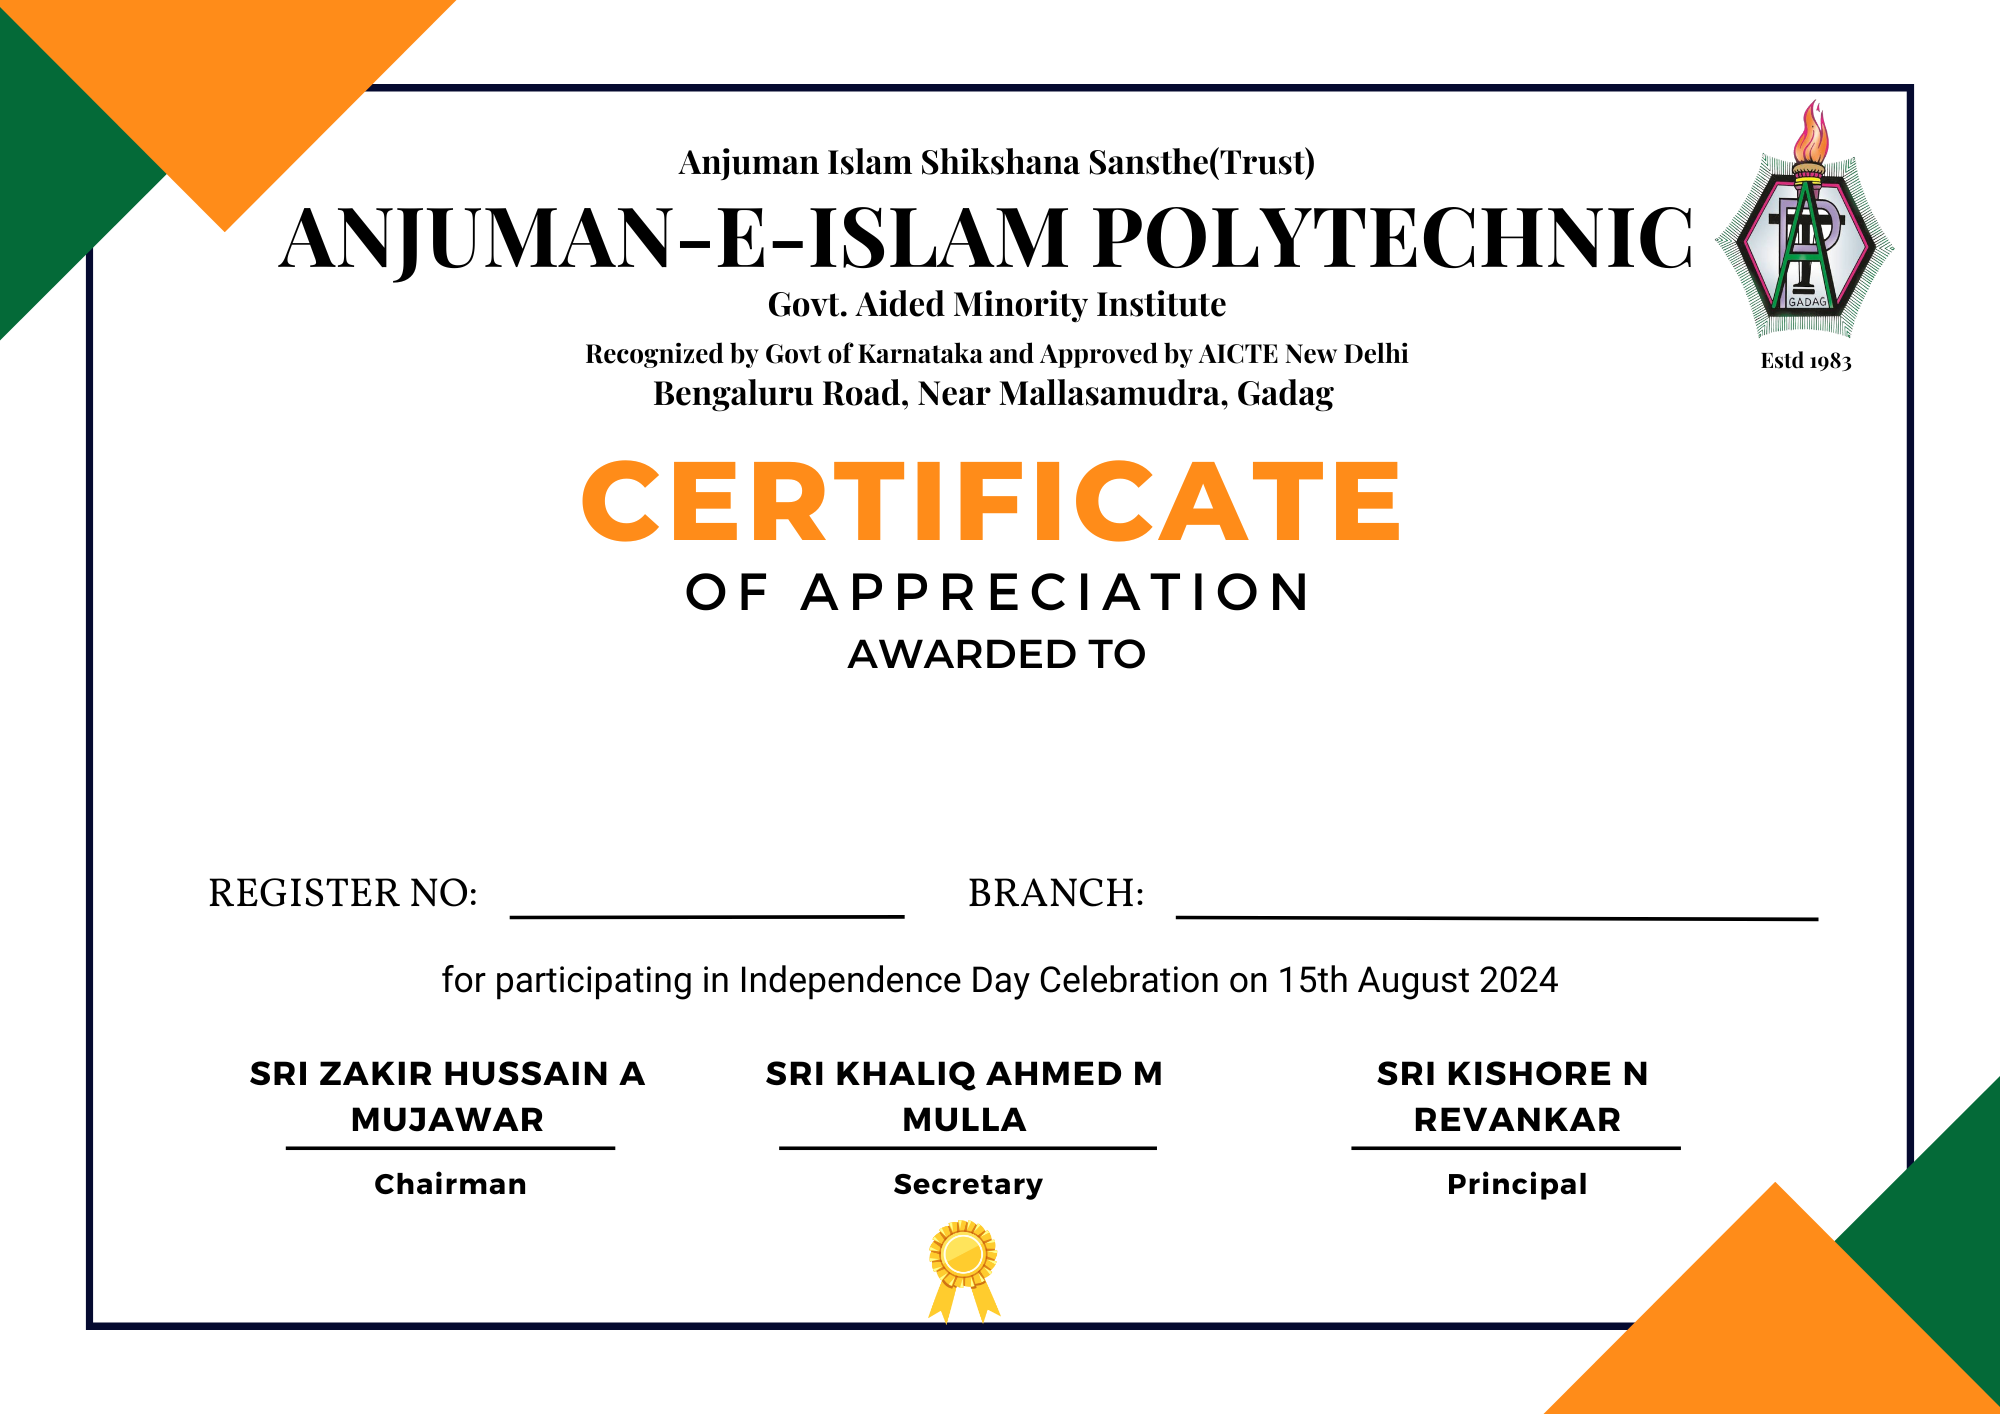 Anjuman Islam Shikshana Sansthe(Trust)
ANJUMAN-E-ISLAM POLYTECHNIC
Govt. Aided Minority Institute
Recognized by Govt of Karnataka and Approved by AICTE New Delhi
Bengaluru Road, Near Mallasamudra, Gadag
GADAG
Estd 1983
CERTIFICATE
OF APPRECIATION
AWARDED TO
REGISTER NO:
BRANCH:
for participating in Independence Day Celebration on 15th August 2024
SRI ZAKIR HUSSAIN A
MUJAWAR
Chairman
SRI KHALIQ AHMED M
MULLA
Secretary
SRI KISHORE N
REVANKAR
Principal